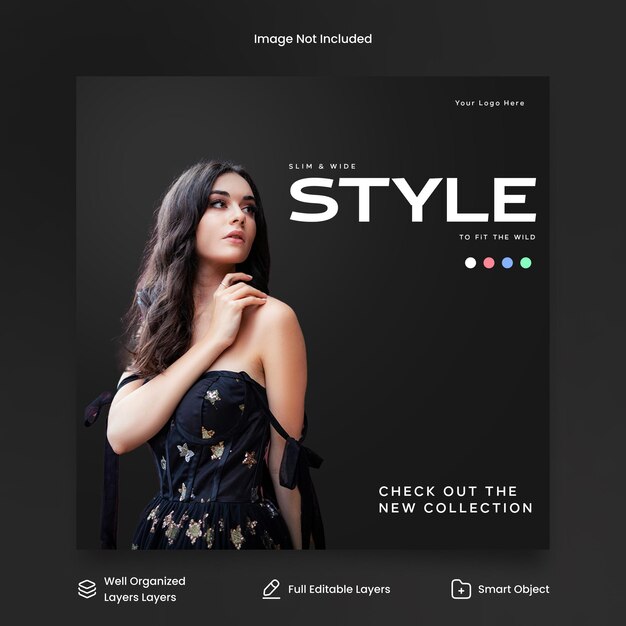 Image Not Included
Your Logo Here
SLIM & WIDE
STYLE
TO FIT THE WILD
CHECK OUT THE
NEW COLLECTION
Well Organized
Layers Layers
Full Editable Layers
Smart Object